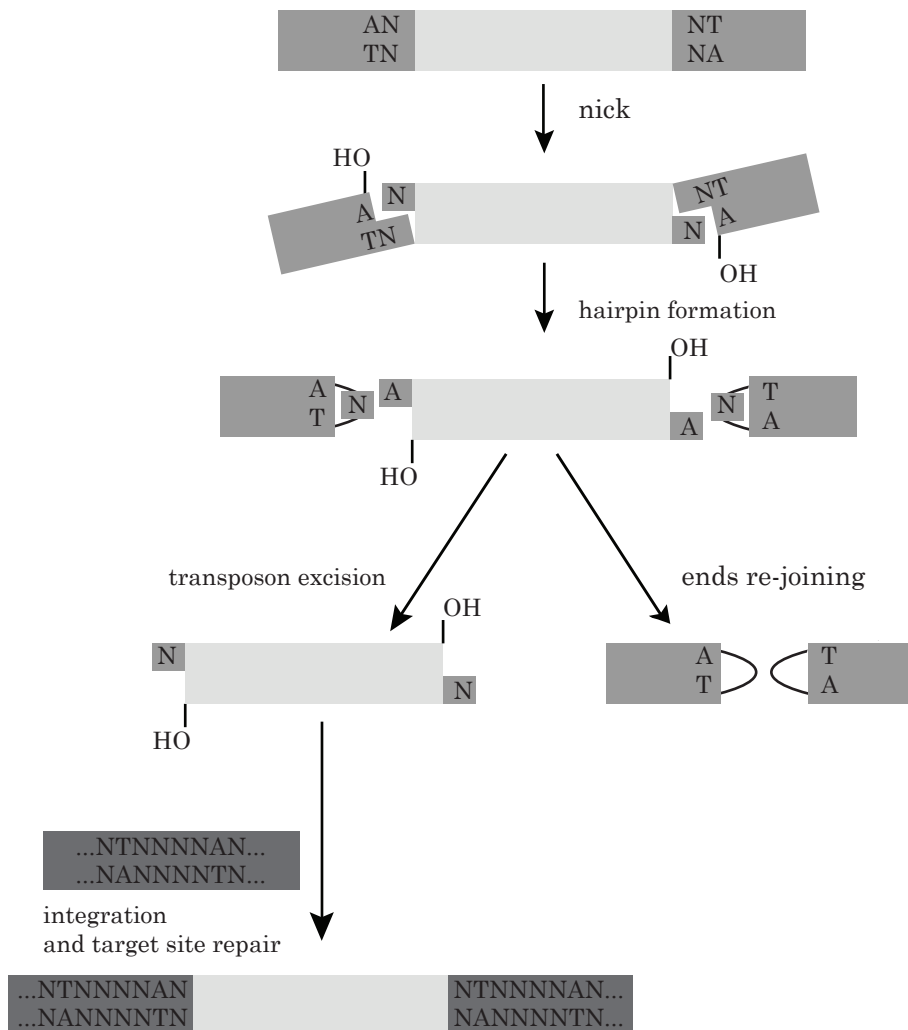 AN NT
TN NA
nick
HO
N NT
A A
TN N
OH
hairpin formation
OH
A A T
N N
T A A
HO
transposon excision
ends re-joining
OH
N A T
N T A
HO
...NTNNNNAN...
...NANNNNTN...
integration
and target site repair
...NTNNNNAN NTNNNNAN...
...NANNNNTN NANNNNTN...